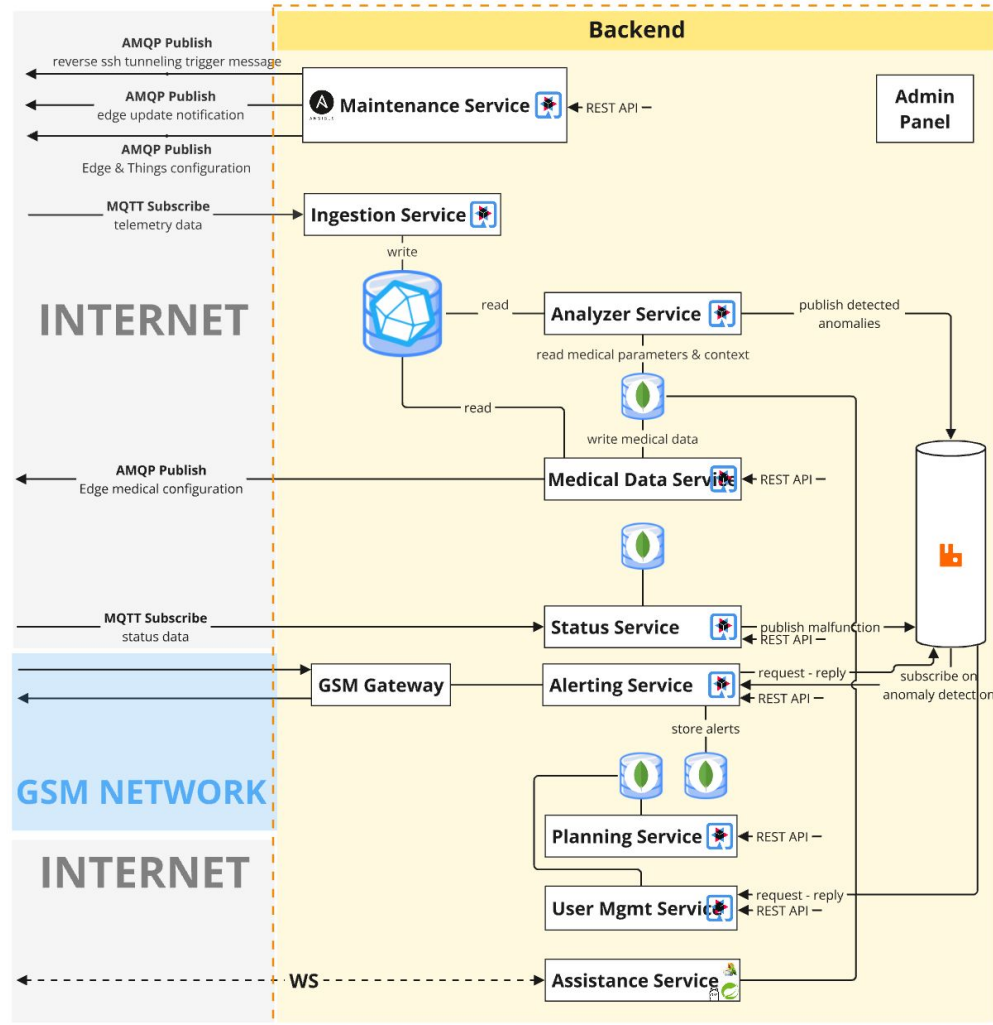 Backend
AMQP Publish
reverse ssh tunneling trigger message
AMQP Publish
edge update notification
AMQP Publish
Edge & Things configuration
Maintenance Service
REST API
Admin
Panel
MQTT Subscribe
telemetry data
Ingestion Service
write
INTERNET
read
Analyzer Service
publish detected
anomalies
read medical parameters & context
read
write medical data
AMQP Publish
Edge medical configuration
Medical Data Service
REST API
MQTT Subscribe
status data
Status Service
publish malfunction
REST API
GSM Gateway
Alerting Service
request - reply
REST API
subscribe on
anomaly detection
store alerts
GSM NETWORK
Planning Service
REST API
INTERNET
User Mgmt Service
request - reply
REST API
WS
Assistance Service